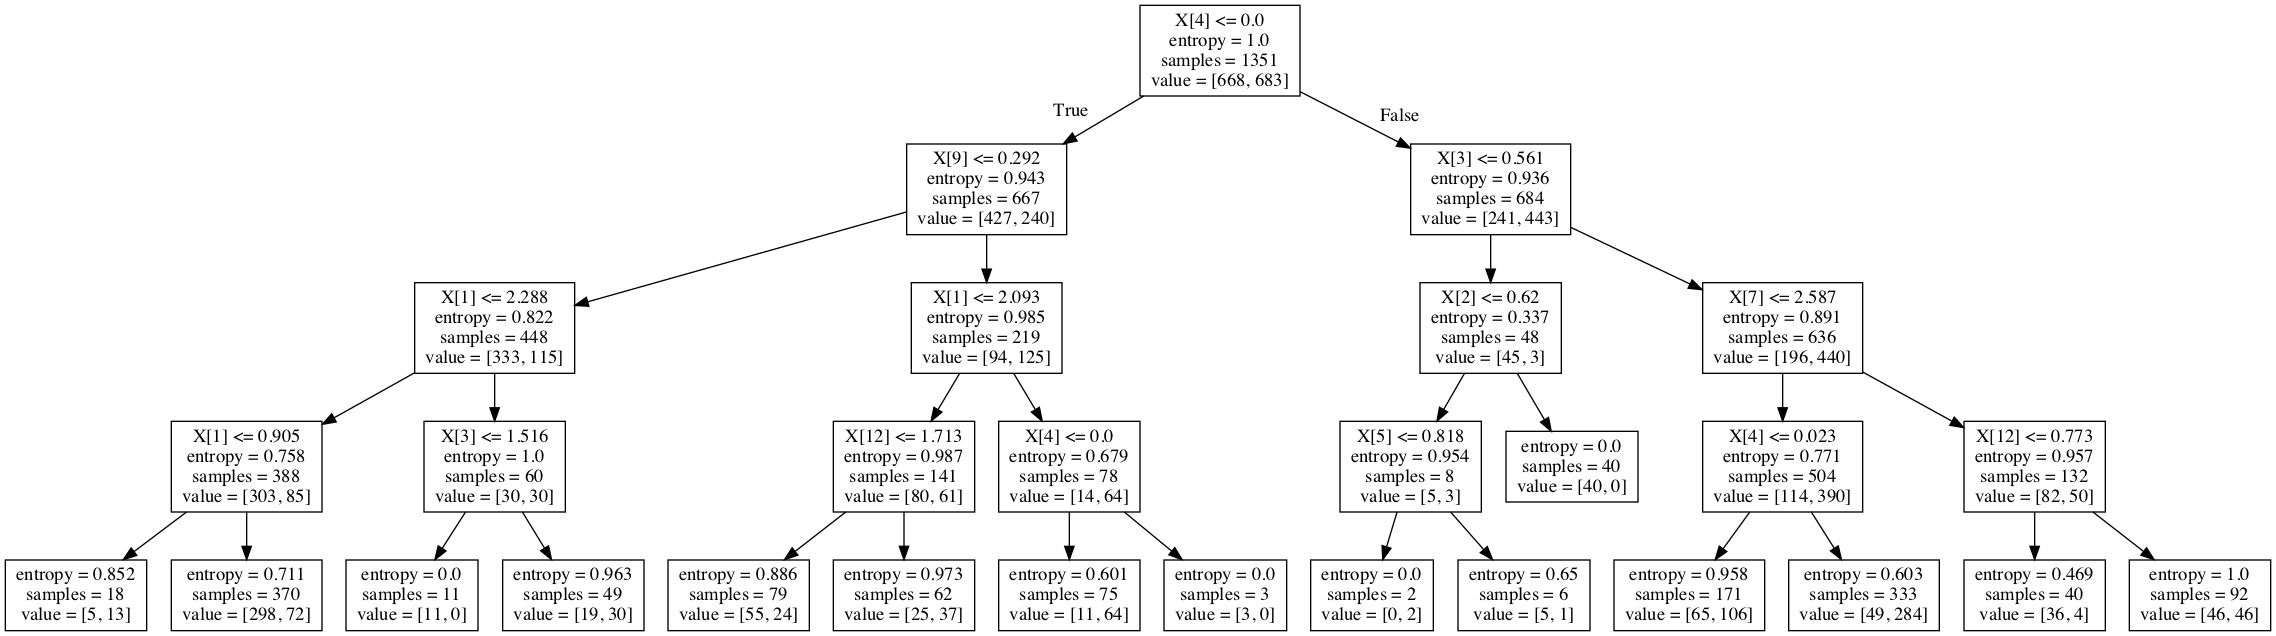 X[4] <= 0.0
entropy = 1.0
samples = 1351
value = [668, 683]
True
False
X[9] <= 0.292
entropy = 0.943
samples = 667
value = [427, 240]
X[3] <= 0.561
entropy = 0.936
samples = 684
value = [241, 443]
X[1] <= 2.288
entropy = 0.822
samples = 448
value = [333, 115]
X[1] <= 2.093
entropy = 0.985
samples = 219
value = [94, 125]
X[2] <= 0.62
entropy = 0.337
samples = 48
value = [45, 3]
X[7] <= 2.587
entropy = 0.891
samples = 636
value = [196, 440]
X[1] <= 0.905
entropy = 0.758
samples = 388
value = [303, 85]
X[3] <= 1.516
entropy = 1.0
samples = 60
value = [30, 30]
X[12] <= 1.713
entropy = 0.987
samples = 141
value = [80, 61]
X[4] <= 0.0
entropy = 0.679
samples = 78
value = [14, 64]
X[5] <= 0.818
entropy = 0.954
samples = 8
value = [5, 3]
entropy = 0.0
samples = 40
value = [40, 0]
X[4] <= 0.023
entropy = 0.771
samples = 504
value = [114, 390]
X[12] <= 0.773
entropy = 0.957
samples = 132
value = [82, 50]
entropy = 0.852
samples = 18
value = [5, 13]
entropy = 0.711
samples = 370
value = [298, 72]
entropy = 0.0
samples = 11
value = [11, 0]
entropy = 0.963
samples = 49
value = [19, 30]
entropy = 0.886
samples = 79
value = [55, 24]
entropy = 0.973
samples = 62
value = [25, 37]
entropy = 0.601
samples = 75
value = [11, 64]
entropy = 0.0
samples = 3
value = [3, 0]
entropy = 0.0
samples = 2
value = [0, 2]
entropy = 0.65
samples = 6
value = [5, 1]
entropy = 0.958
samples = 171
value = [65, 106]
entropy = 0.603
samples = 333
value = [49, 284]
entropy = 0.469
samples = 40
value = [36, 4]
entropy = 1.0
samples = 92
value = [46, 46]